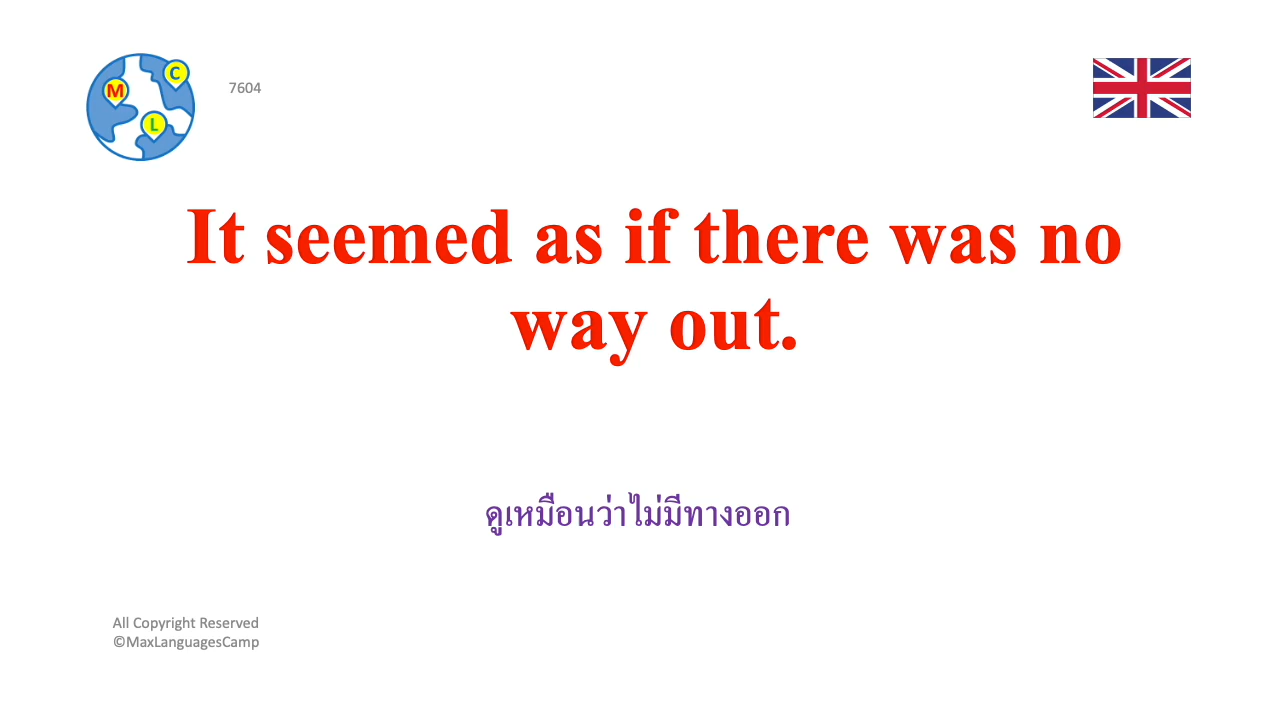 M
C
L
7604
It seemed as if there was no
way out.
ดูเหมือนว่าไม่มีทางออก
All Copyright Reserved
©MaxLanguagesCamp